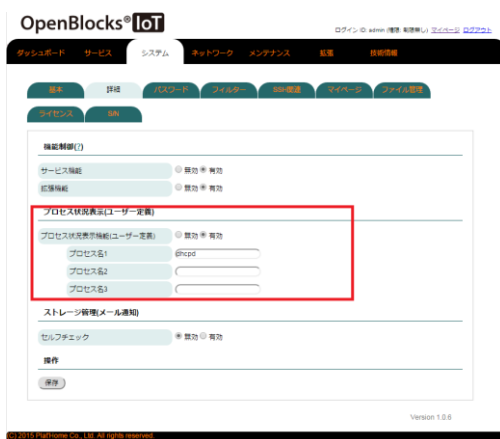 OpenBlocks® IoT
ログイン ID: admin (権限: 制限無し) マイページ ログアウト
ダッシュボード サービス システム ネットワーク メンテナンス 拡張 技術情報
基本 詳細 パスワード フィルター SSH関連 マイページ ファイル管理
ライセンス S/N
機能制御(?)
サービス機能 無効 有効
拡張機能 無効 有効
プロセス状況表示(ユーザー定義)
プロセス状況表示機能(ユーザー定義) 無効 有効
プロセス名1 dhcpd
プロセス名2
プロセス名3
ストレージ管理(メール通知)
セルフチェック 無効 有効
操作
保存
Version 1.0.6
(C) 2015 PlatHome Co., Ltd. All rights reserved.